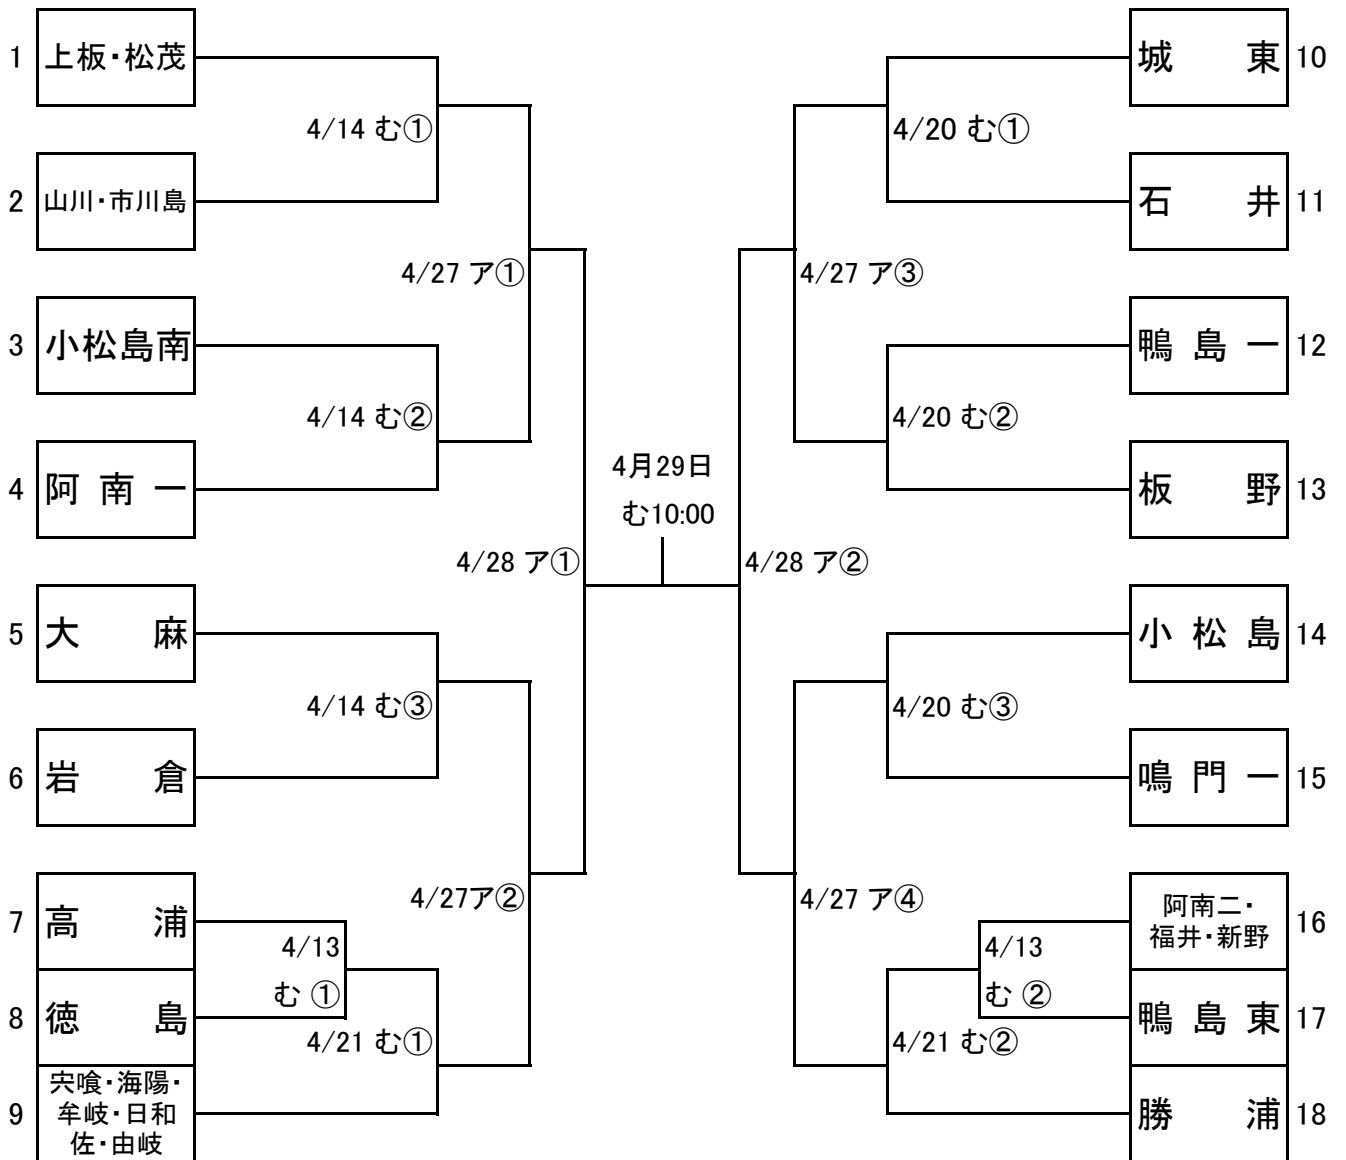 1 上板・松茂
4/14 む①
2 山川・市川島
4/27 ア①
3 小松島南
4/14 む②
4 阿南一
4/28 ア①
5 大麻
4/14 む③
6 岩倉
4/27ア②
7 高浦
4/13
む ①
8 徳島
4/21 む①
9 宍喰・海陽・
牟岐・日和
佐・由岐
4月29日
む10:00
城東 10
4/20 む①
石井 11
4/27 ア③
鴨島一 12
4/20 む②
板野 13
4/28 ア②
小松島 14
4/20 む③
鳴門一 15
4/27 ア④
阿南二・
福井・新野 16
4/13
む ②
鴨島東 17
4/21 む②
勝浦 18